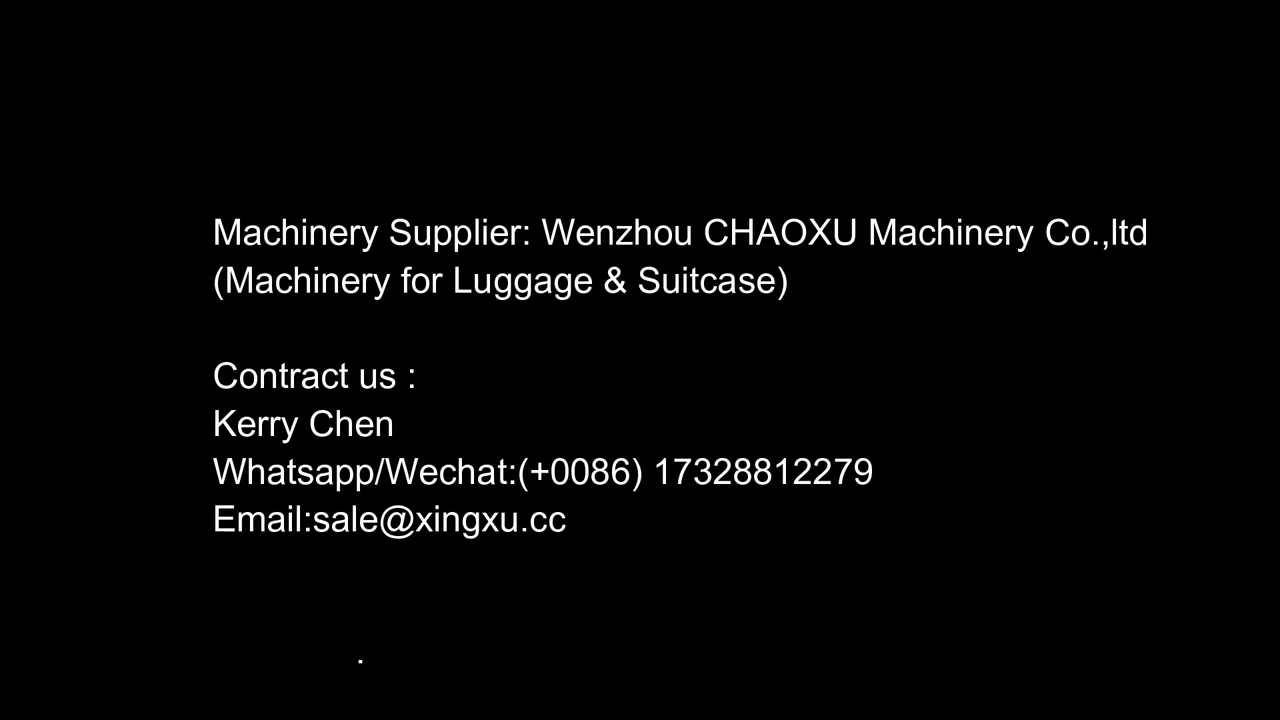 Machinery Supplier: Wenzhou CHAOXU Machinery Co.,ltd
(Machinery for Luggage & Suitcase)
Contract us :
Kerry Chen
Whatsapp/Wechat:(+0086) 17328812279
Email:sale@xingxu.cc
.